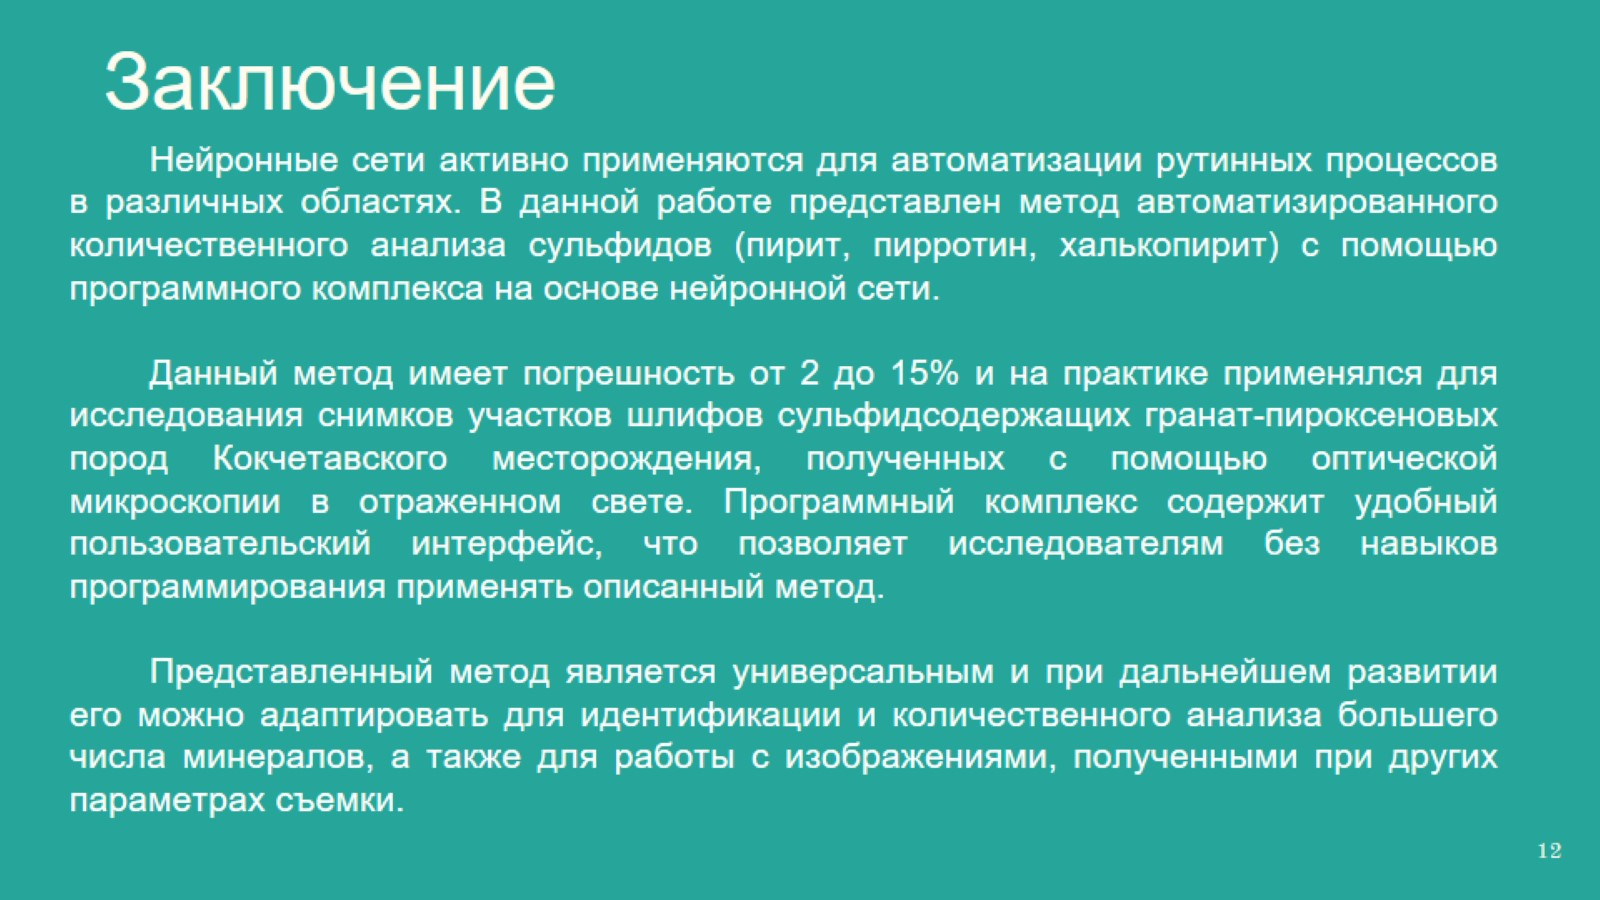 Заключение
Нейронные сети активно применяются для автоматизации рутинных процессов
в различных областях. В данной работе представлен метод автоматизированного
количественного анализа сульфидов (пирит, пирротин, халькопирит) с помощью
программного комплекса на основе нейронной сети.
Данный метод имеет погрешность от 2 до 15% и на практике применялся для
исследования снимков участков шлифов сульфидсодержащих гранат-пироксеновых
пород Кокчетавского месторождения, полученных с помощью оптической
микроскопии в отраженном свете. Программный комплекс содержит удобный
пользовательский интерфейс, что позволяет исследователям без навыков
программирования применять описанный метод.
Представленный метод является универсальным и при дальнейшем развитии
его можно адаптировать для идентификации и количественного анализа большего
числа минералов, а также для работы с изображениями, полученными при других
параметрах съемки.
12